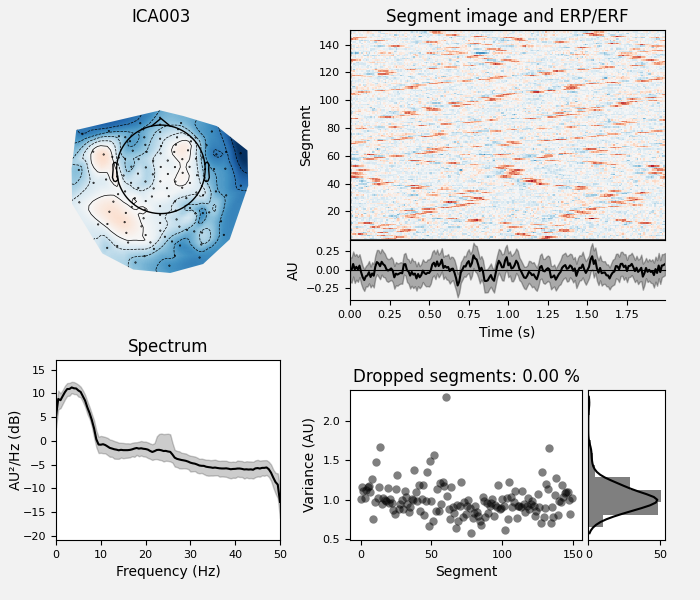 ICA003
Segment image and ERP/ERF
Segment
140
120
100
80
60
40
20
AU
0.25
0.00
−0.25
0.00 0.25 0.50 0.75 1.00 1.25 1.50 1.75
Time (s)
Spectrum
AU²/Hz (dB)
15
10
5
0
−5
−10
−15
−20
0 10 20 30 40 50
Frequency (Hz)
Dropped segments: 0.00 %
Variance (AU)
2.0
1.5
1.0
0.5
0 50 100 150
Segment
0 50